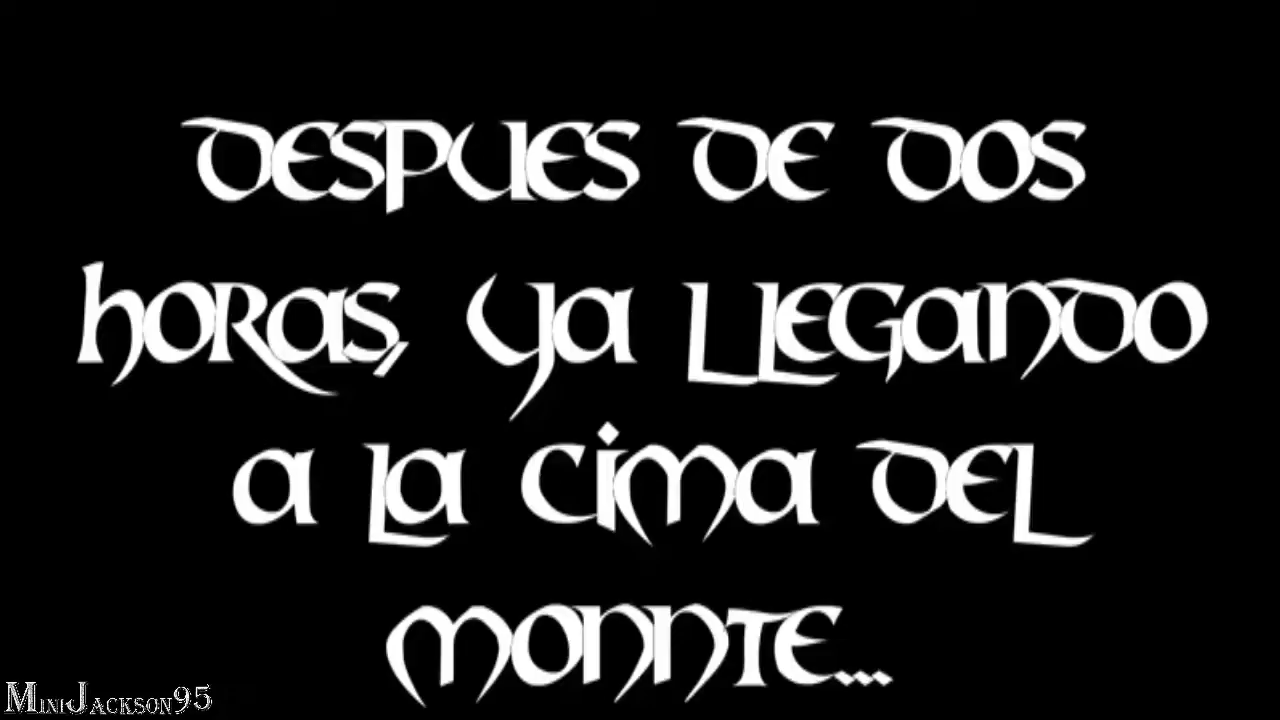 DESPUES DE DOS
HORAS, YA LLEGANDO
A LA CIMA DEL
MONNTE...
MiniJackson95